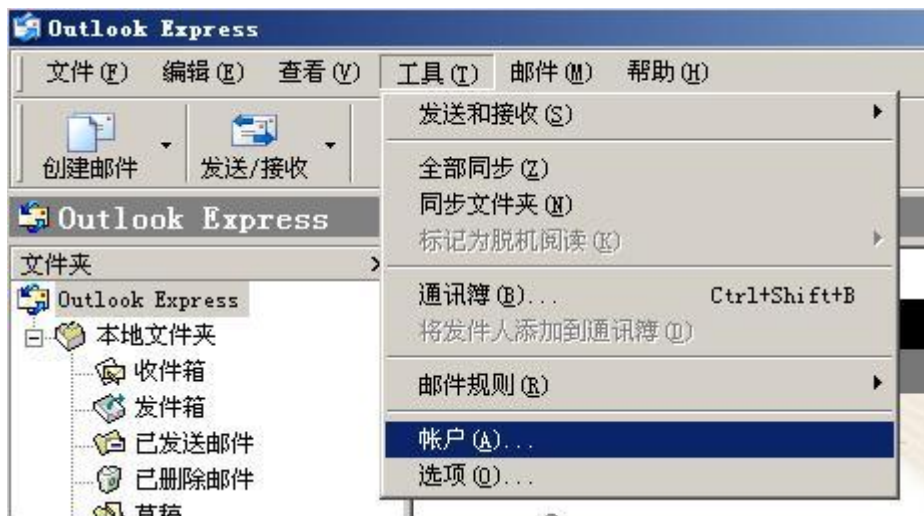 Outlook Express
文件(F) 编辑(E) 查看(V) 工具(T) 邮件(M) 帮助(H)
创建邮件 发送/接收
Outlook Express
文件夹
Outlook Express
本地文件夹
收件箱
发件箱
已发送邮件
已删除邮件
草稿
发送和接收(S)
全部同步(Z)
同步文件夹(N)
标记为脱机阅读(K)
通讯簿(B)... Ctrl+Shift+B
将发件人添加到通讯簿(D)
邮件规则(R)
帐户(A)...
选项(O)...